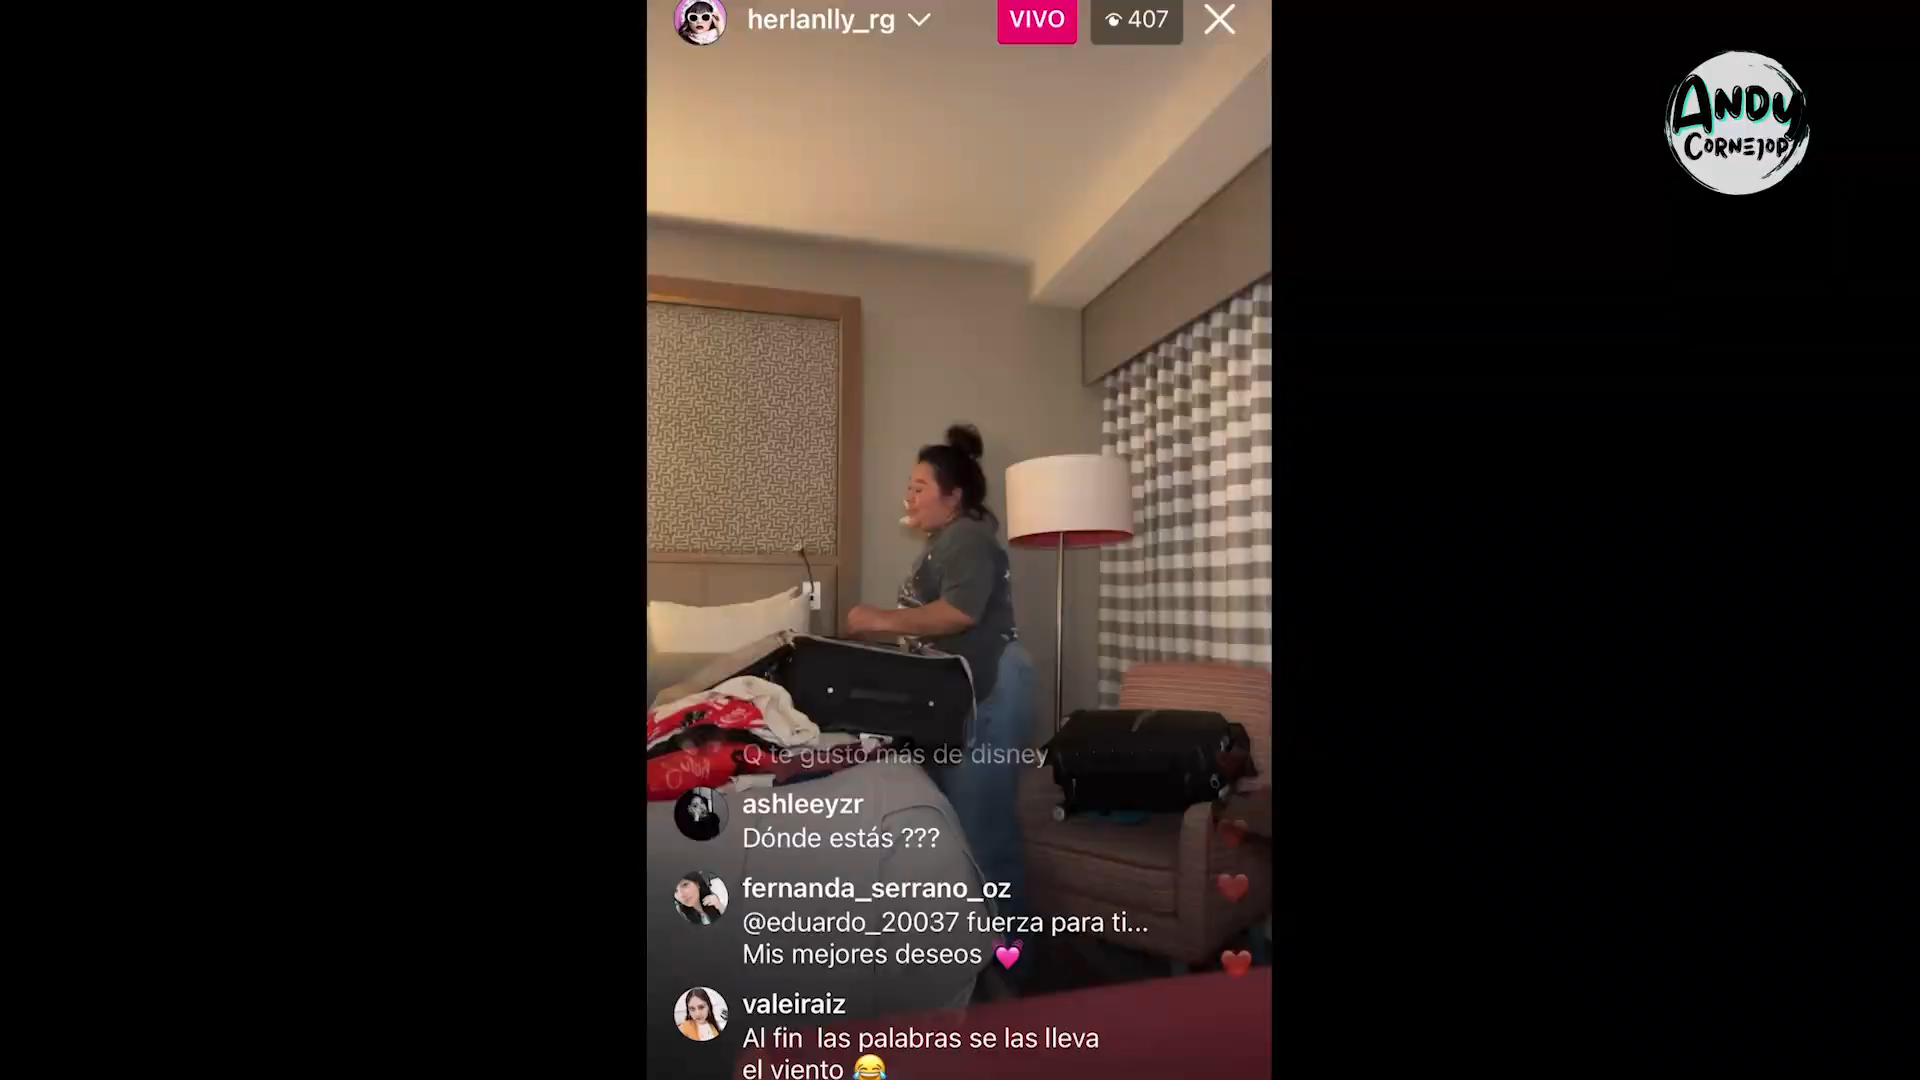 herlanlly_rg
VIVO
407
ANDY
CORNEJOP
Q te gustó más de disney
ashleeyzr
Dónde estás ???
fernanda_serrano_oz
@eduardo_20037 fuerza para ti...
Mis mejores deseos 💓
valeiraiz
Al fin las palabras se las lleva
el viento 😂